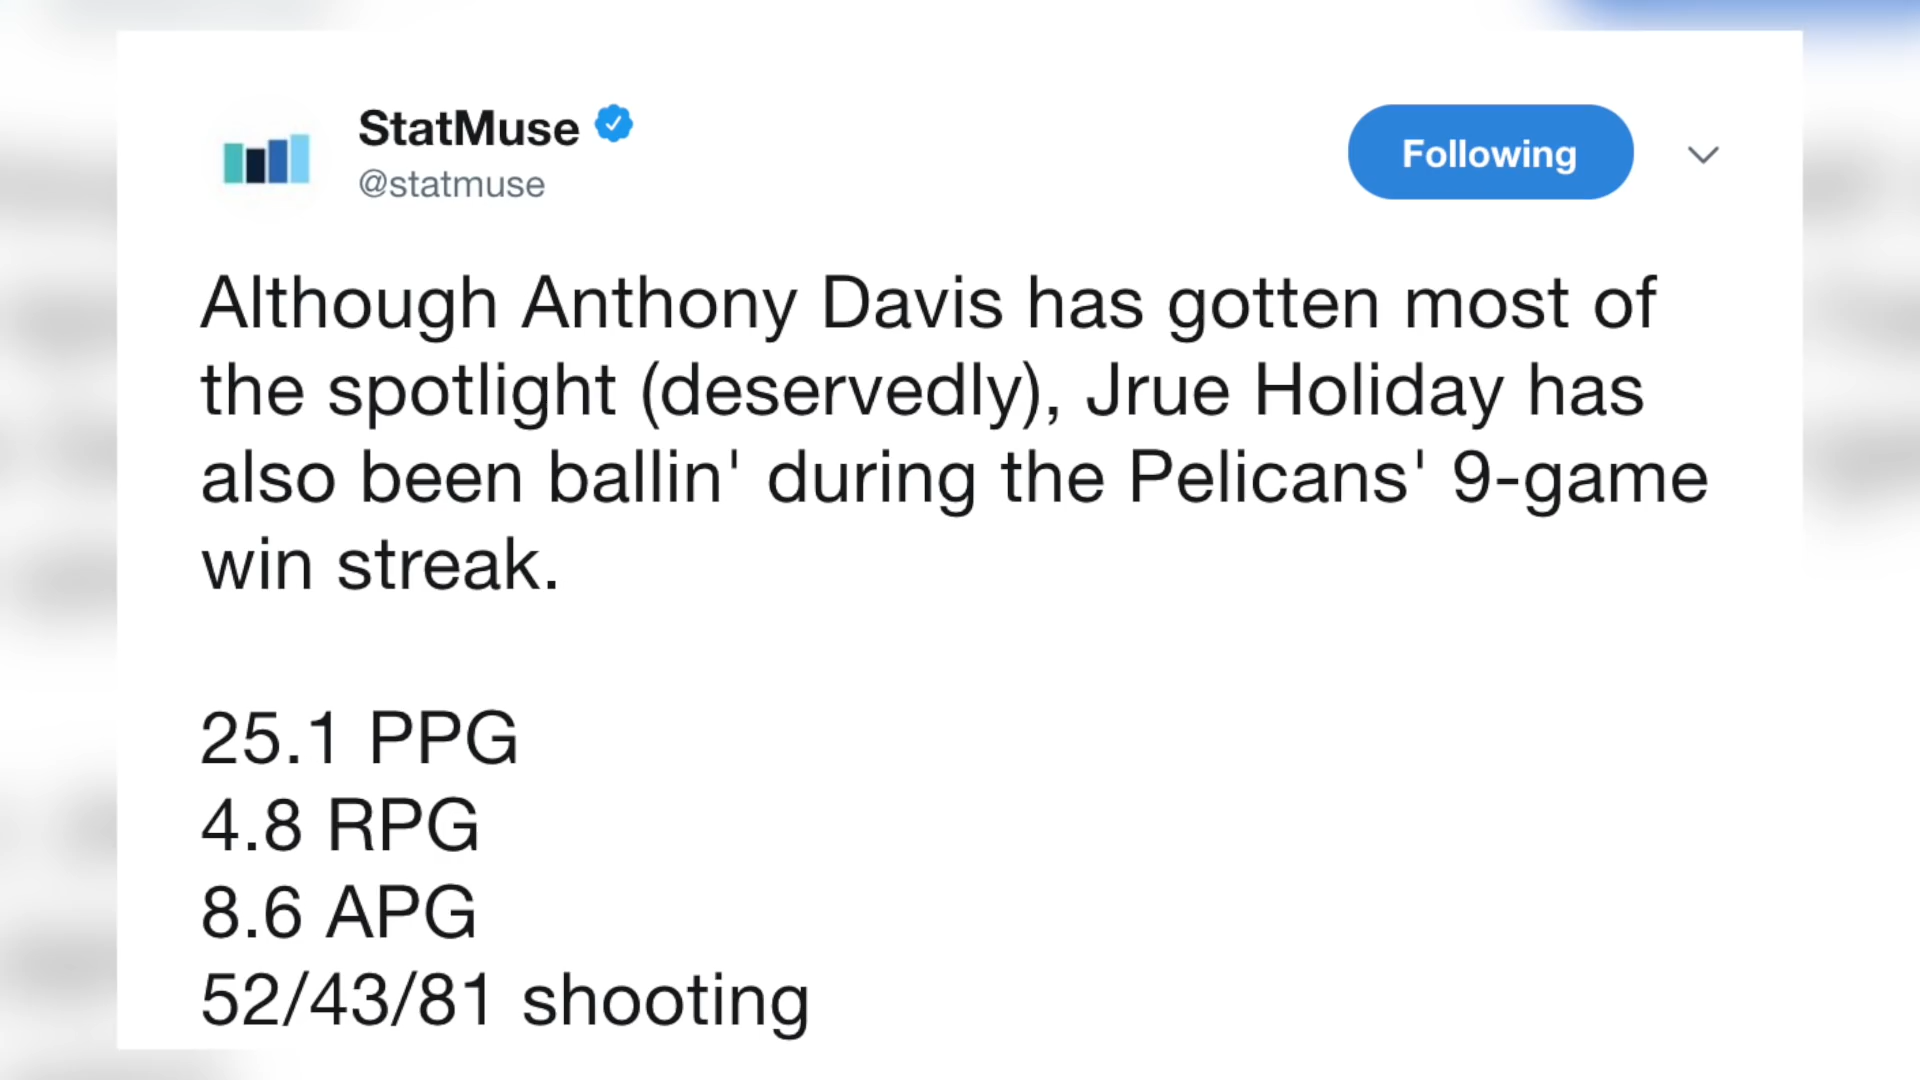 StatMuse
@statmuse
Following
Although Anthony Davis has gotten most of
the spotlight (deservedly), Jrue Holiday has
also been ballin' during the Pelicans' 9-game
win streak.
25.1 PPG
4.8 RPG
8.6 APG
52/43/81 shooting